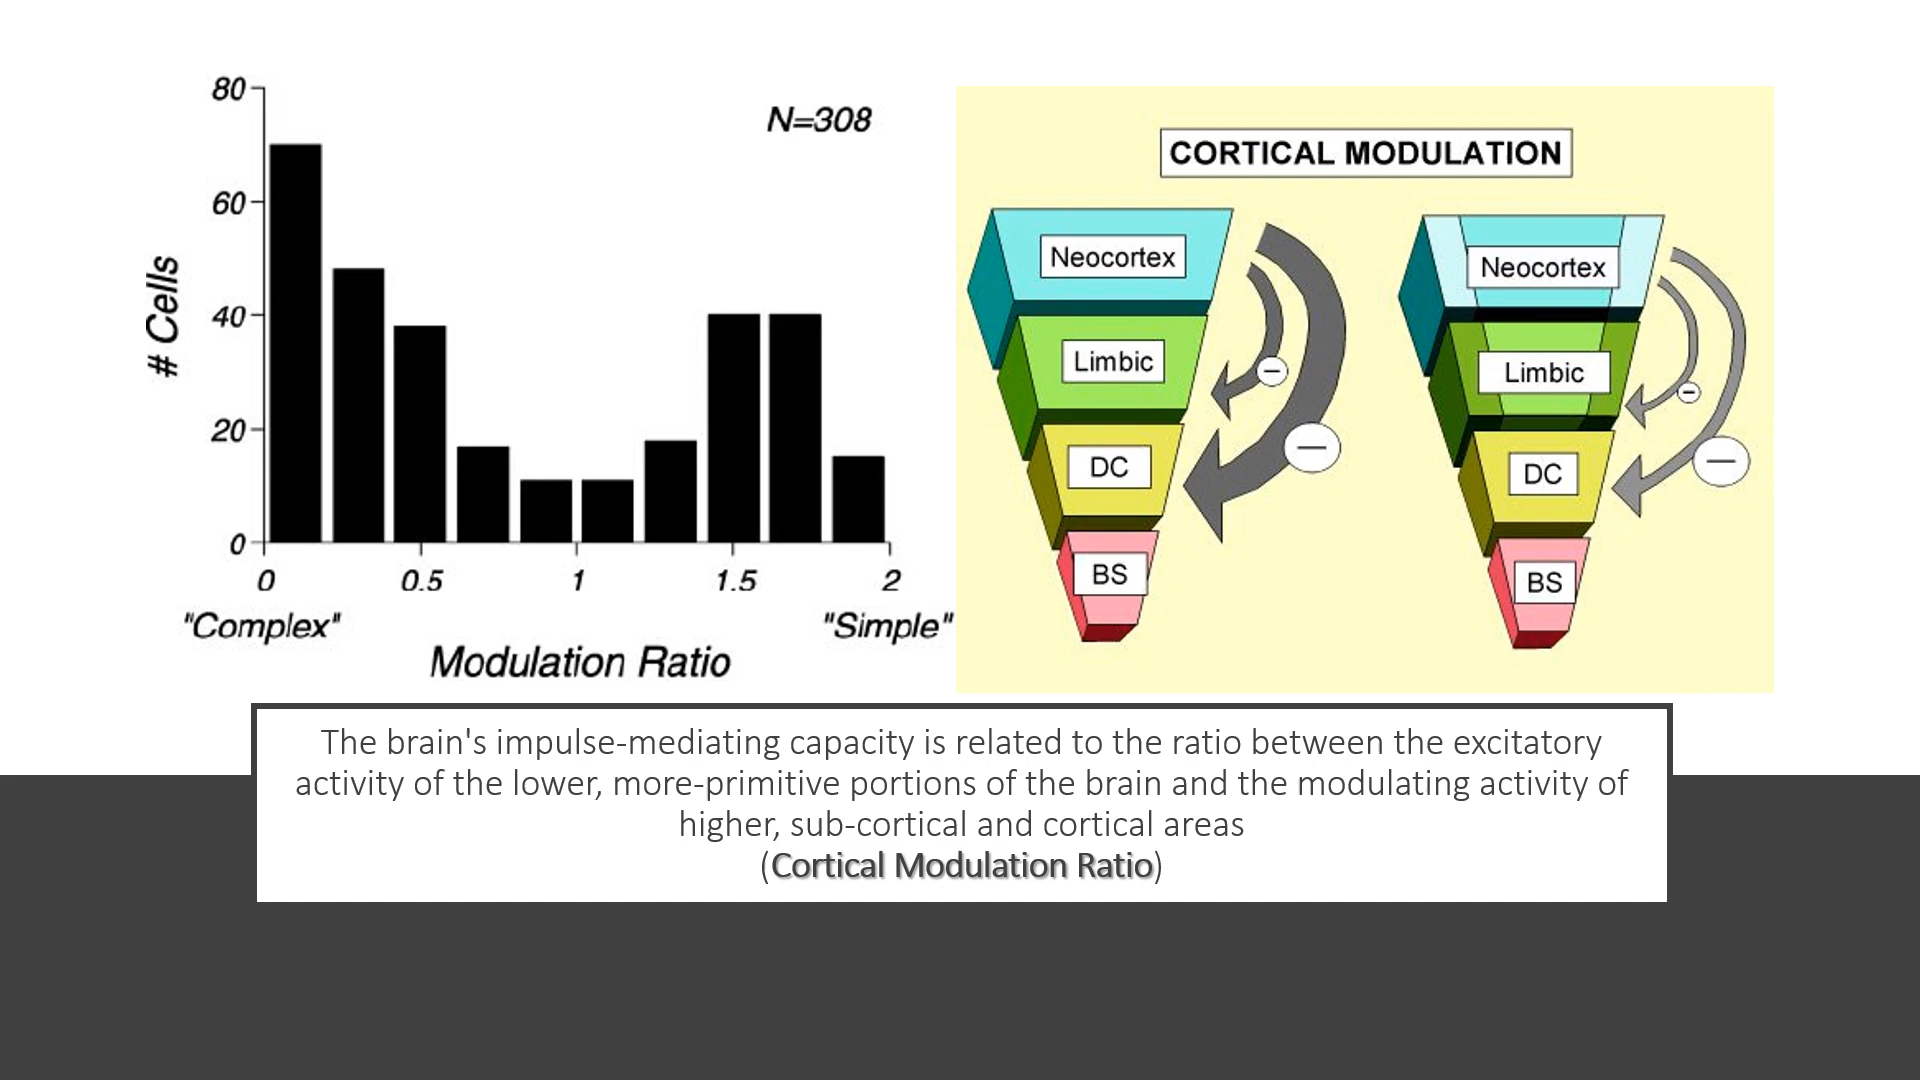 80
N=308
60
40
20
0
# Cells
0 0.5 1 1.5 2
"Complex" "Simple"
Modulation Ratio
CORTICAL MODULATION
Neocortex
Limbic
DC
BS
Neocortex
Limbic
DC
BS
The brain's impulse-mediating capacity is related to the ratio between the excitatory
activity of the lower, more-primitive portions of the brain and the modulating activity of
higher, sub-cortical and cortical areas
(Cortical Modulation Ratio)